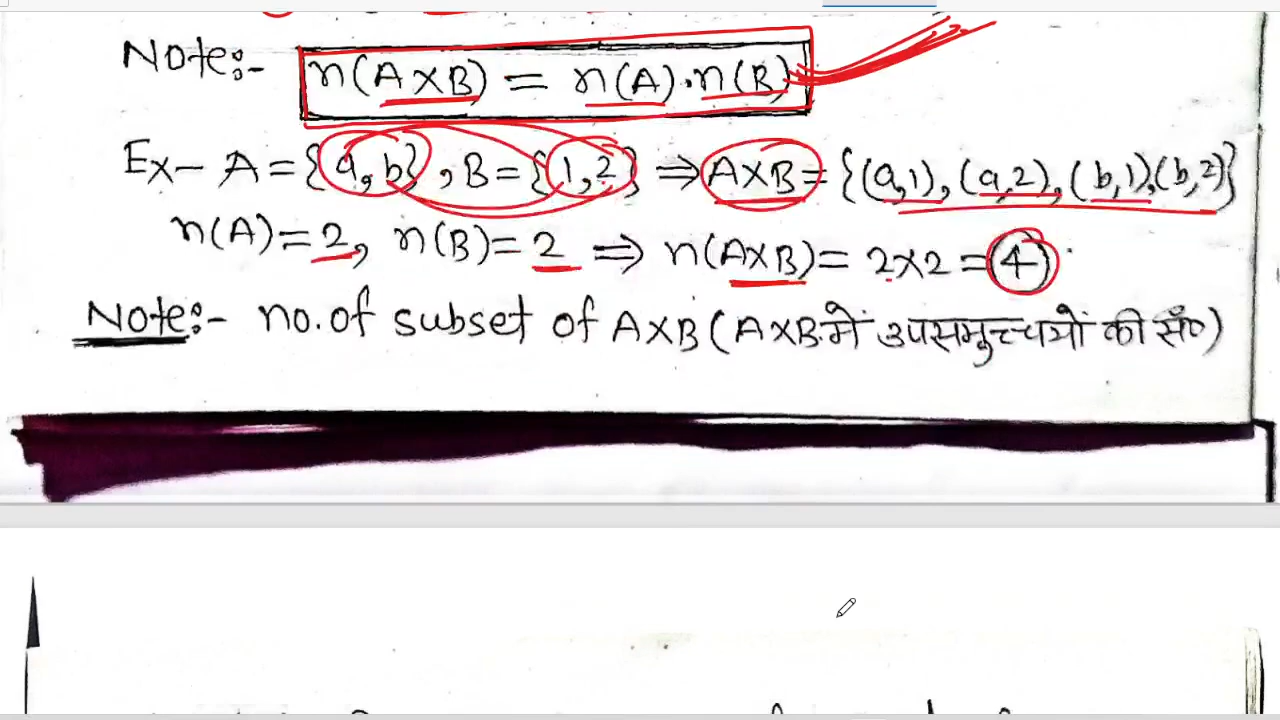 Note:- n(A×B) = n(A).n(B)
Ex- A={a,b}, B={1,2} ⇒ A×B={(a,1), (a,2), (b,1),(b,2)}
n(A)=2, n(B)=2 ⇒ n(A×B)= 2×2=4
Note:- no. of subset of A×B (A×B में उपसमुच्चयों की सं०)